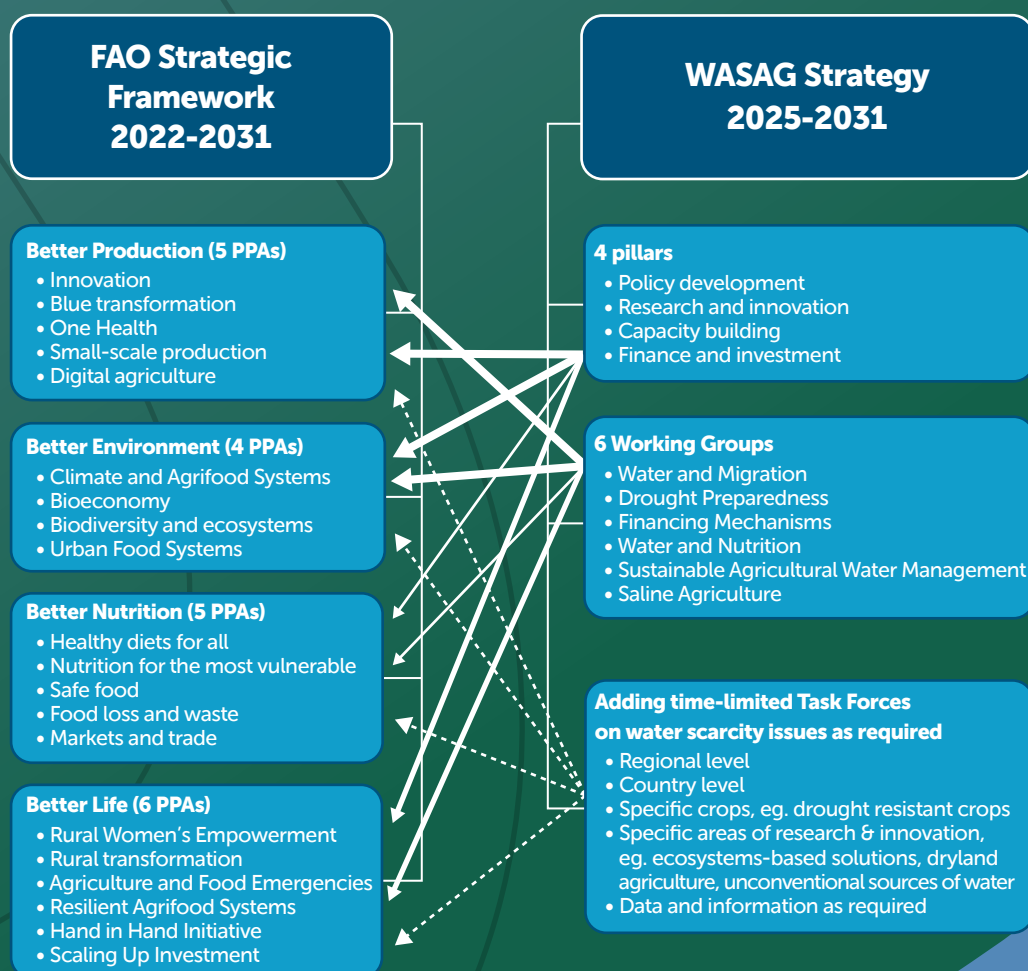 FAO Strategic
Framework
2022-2031
Better Production (5 PPAs)
• Innovation
• Blue transformation
• One Health
• Small-scale production
• Digital agriculture
Better Environment (4 PPAs)
• Climate and Agrifood Systems
• Bioeconomy
• Biodiversity and ecosystems
• Urban Food Systems
Better Nutrition (5 PPAs)
• Healthy diets for all
• Nutrition for the most vulnerable
• Safe food
• Food loss and waste
• Markets and trade
Better Life (6 PPAs)
• Rural Women’s Empowerment
• Rural transformation
• Agriculture and Food Emergencies
• Resilient Agrifood Systems
• Hand in Hand Initiative
• Scaling Up Investment
WASAG Strategy
2025-2031
4 pillars
• Policy development
• Research and innovation
• Capacity building
• Finance and investment
6 Working Groups
• Water and Migration
• Drought Preparedness
• Financing Mechanisms
• Water and Nutrition
• Sustainable Agricultural Water Management
• Saline Agriculture
Adding time-limited Task Forces
on water scarcity issues as required
• Regional level
• Country level
• Specific crops, eg. drought resistant crops
• Specific areas of research & innovation,
eg. ecosystems-based solutions, dryland
agriculture, unconventional sources of water
• Data and information as required